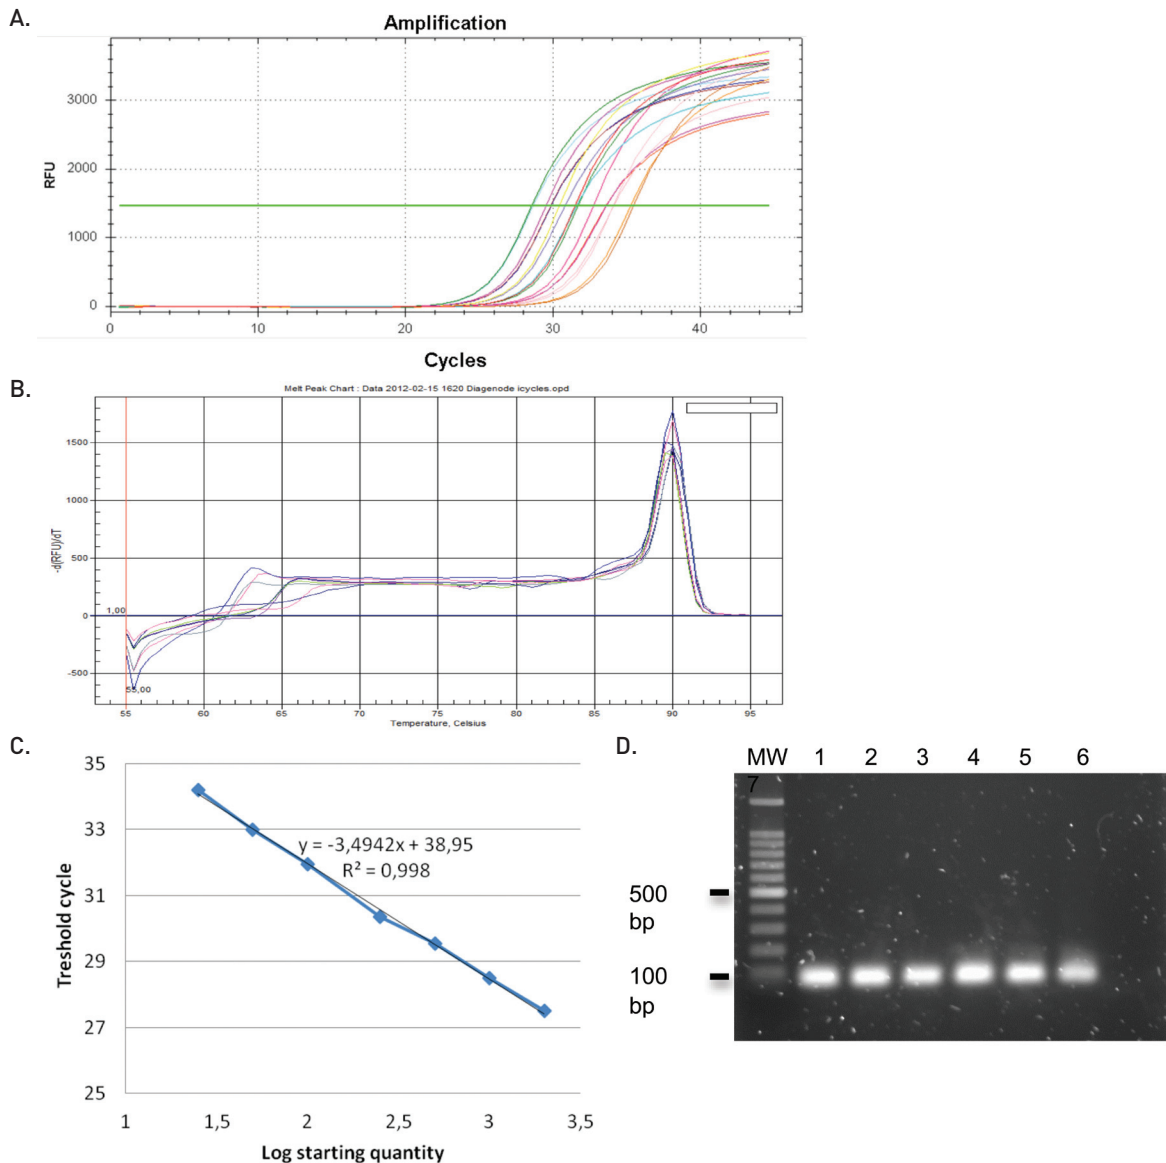 A.
Amplification
RFU
3000
2000
1000
0
0
10
20
30
40
Cycles
B.
Melt Peak Chart : Data 2012-02-15 1620 Diagenode icycles.opd
-d(RFU)/dT
1500
1000
500
0
-500
1,00
55,00
55
60
65
70
75
80
85
90
95
Temperature, Celsius
C.
Treshold cycle
35
33
31
29
27
25
y = -3,4942x + 38,95
R² = 0,998
1
1,5
2
2,5
3
3,5
Log starting quantity
D.
MW 1 2 3 4 5 6
7
500
bp
100
bp